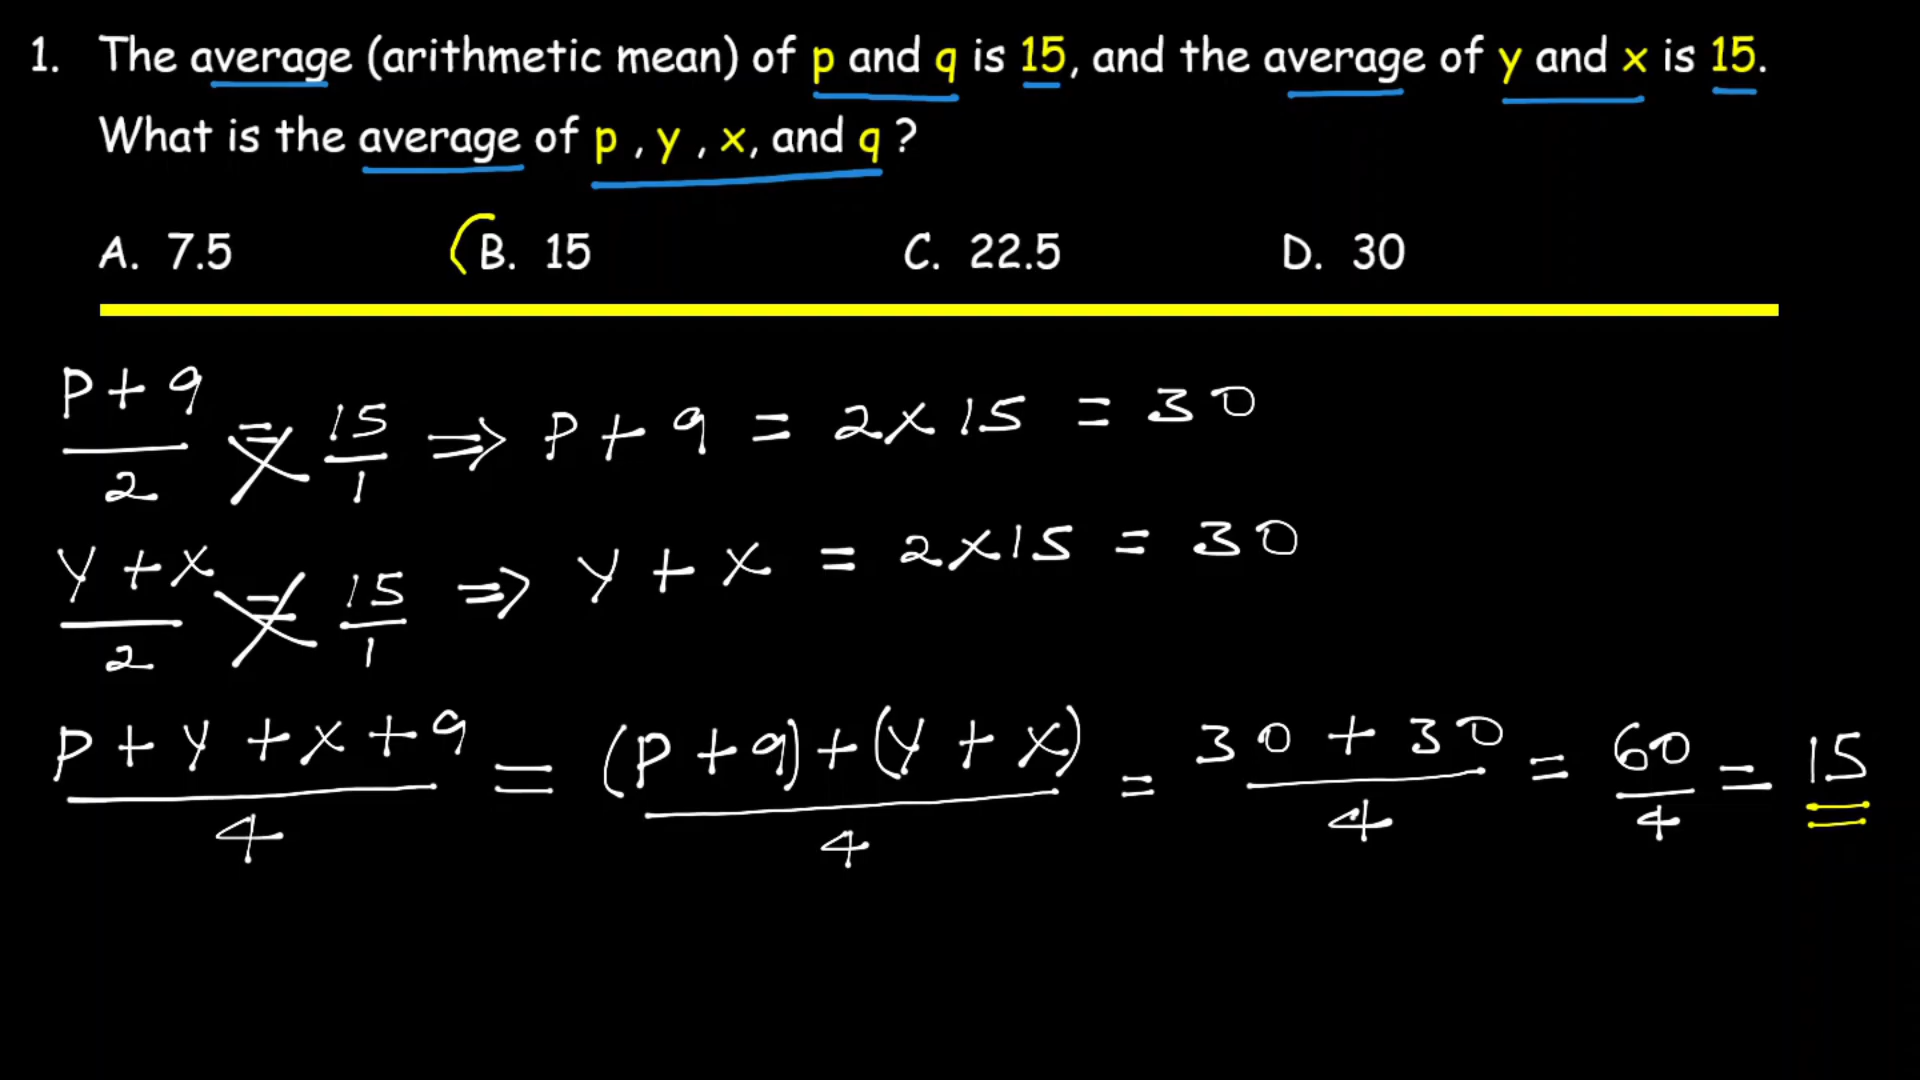 1. The average (arithmetic mean) of p and q is 15, and the average of y and x is 15.
What is the average of p , y , x, and q ?
A. 7.5 B. 15 C. 22.5 D. 30
p + q / 2 = 15 / 1 ⇒ p + q = 2 × 15 = 30
y + x / 2 = 15 / 1 ⇒ y + x = 2 × 15 = 30
p + y + x + q / 4 = (p + q) + (y + x) / 4 = 30 + 30 / 4 = 60 / 4 = 15